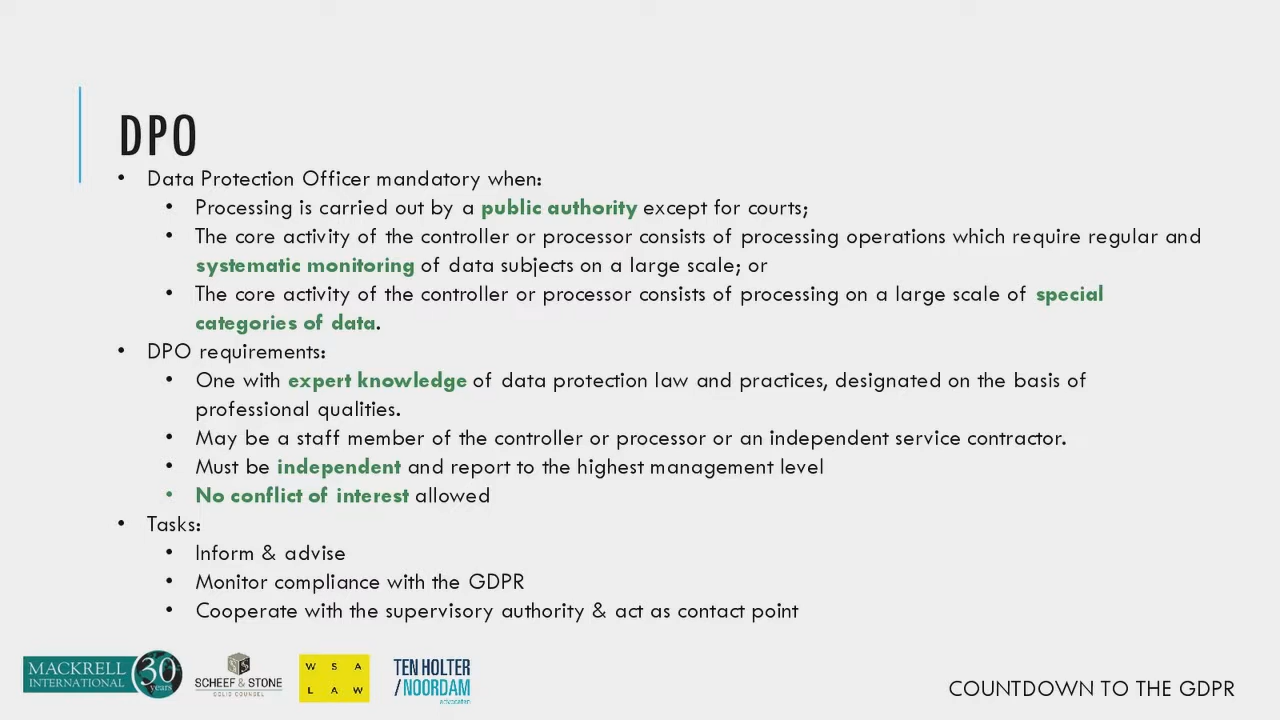 DPO
• Data Protection Officer mandatory when:
• Processing is carried out by a public authority except for courts;
• The core activity of the controller or processor consists of processing operations which require regular and
systematic monitoring of data subjects on a large scale; or
• The core activity of the controller or processor consists of processing on a large scale of special
categories of data.
• DPO requirements:
• One with expert knowledge of data protection law and practices, designated on the basis of
professional qualities.
• May be a staff member of the controller or processor or an independent service contractor.
• Must be independent and report to the highest management level
• No conflict of interest allowed
• Tasks:
• Inform & advise
• Monitor compliance with the GDPR
• Cooperate with the supervisory authority & act as contact point
MACKRELL
INTERNATIONAL
30
years
SCHEEF & STONE
SOLID COUNSEL
WSA
LAW
TEN HOLTER
/NOORDAM
advocaten
COUNTDOWN TO THE GDPR